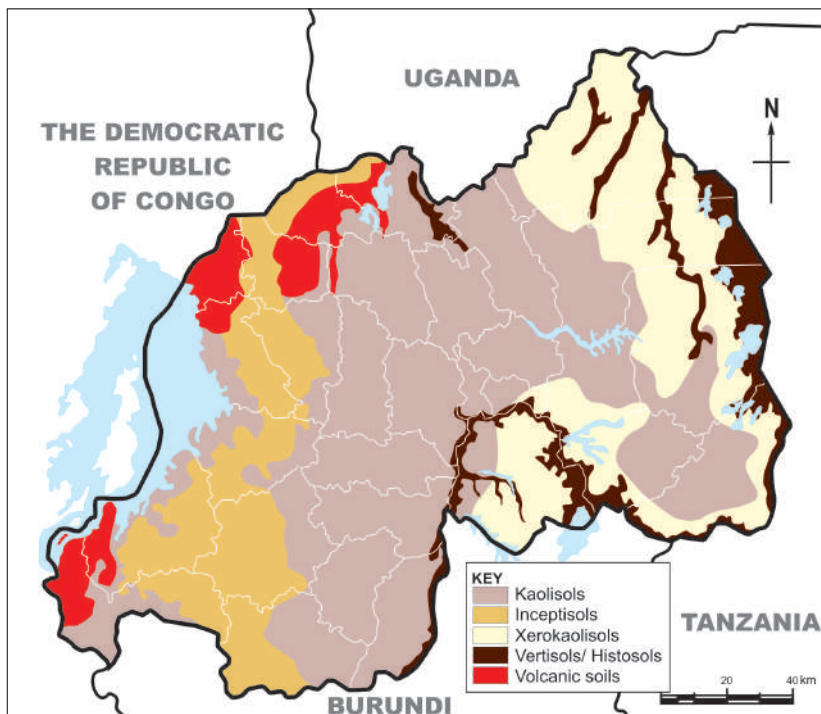 UGANDA
THE DEMOCRATIC
REPUBLIC
OF CONGO
N
KEY
Kaolisols
Inceptisols
Xerokaolisols
Vertisols/ Histosols
Volcanic soils
TANZANIA
BURUNDI
20
40 km